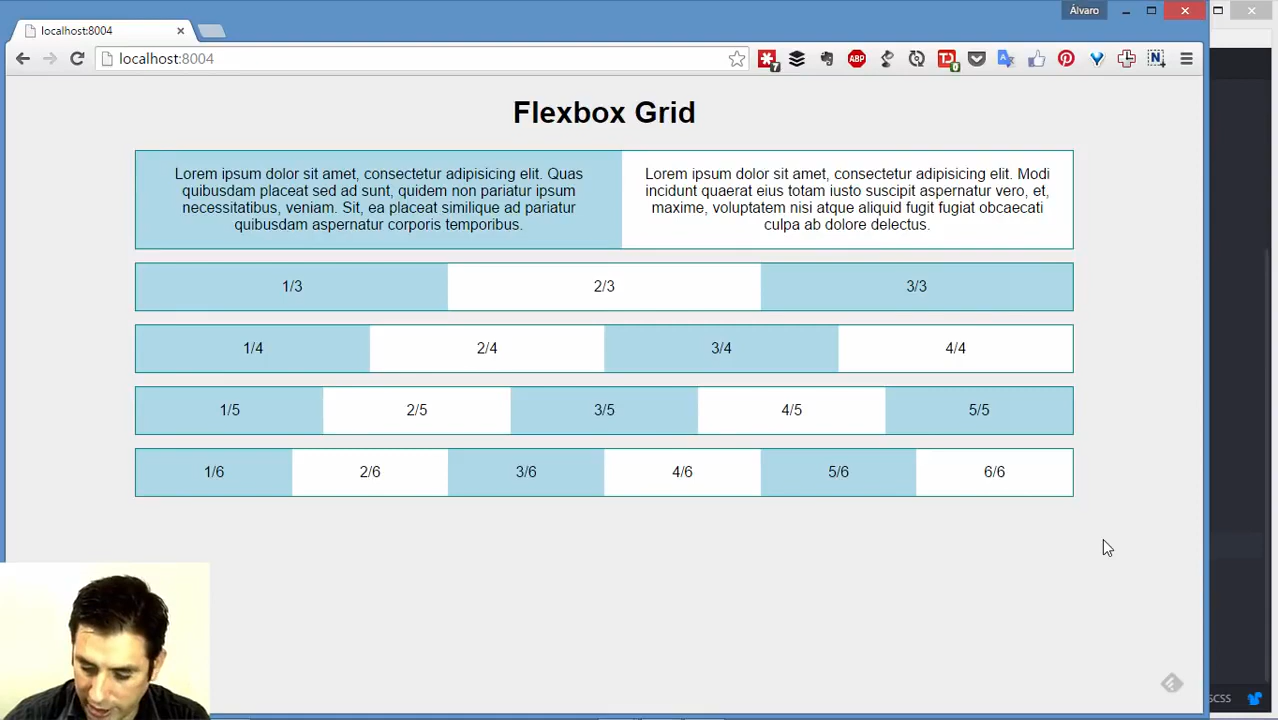 Álvaro
localhost:8004
localhost:8004
7
ABP
0
N
Flexbox Grid
Lorem ipsum dolor sit amet, consectetur adipisicing elit. Quas
quibusdam placeat sed ad sunt, quidem non pariatur ipsum
necessitatibus, veniam. Sit, ea placeat similique ad pariatur
quibusdam aspernatur corporis temporibus.
Lorem ipsum dolor sit amet, consectetur adipisicing elit. Modi
incidunt quaerat eius totam iusto suscipit aspernatur vero, et,
maxime, voluptatem nisi atque aliquid fugit fugiat obcaecati
culpa ab dolore delectus.
1/3 2/3 3/3
1/4 2/4 3/4 4/4
1/5 2/5 3/5 4/5 5/5
1/6 2/6 3/6 4/6 5/6 6/6